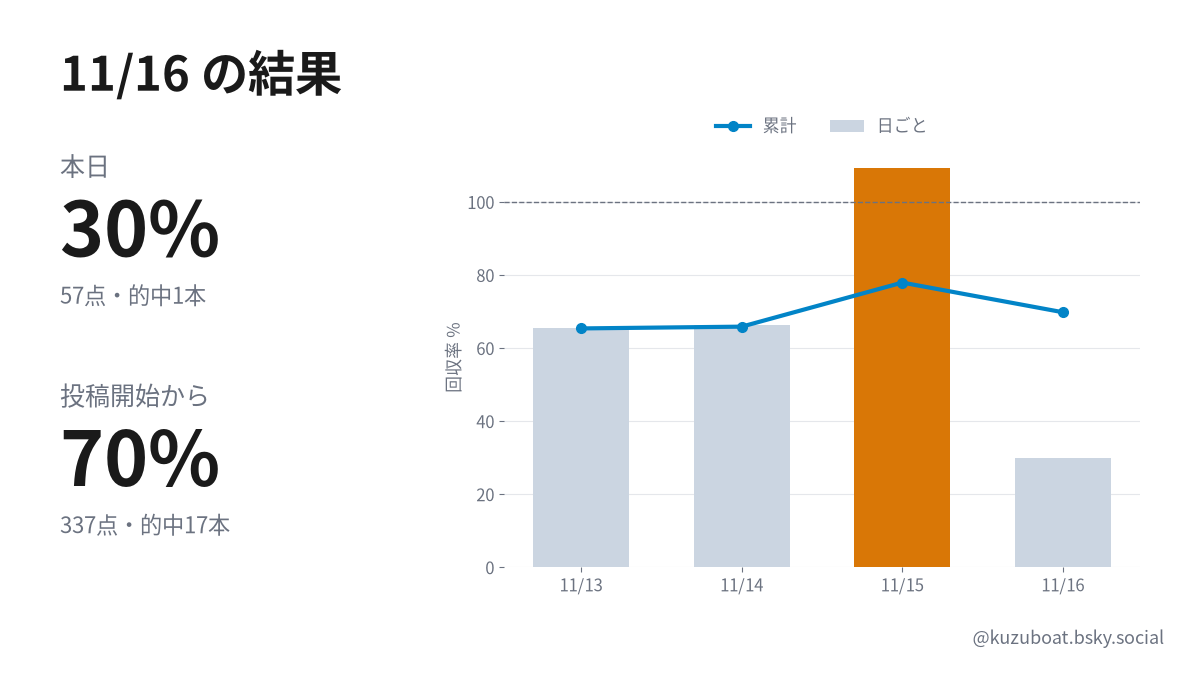 11/16 の結果
本日
30%
57点・的中1本
投稿開始から
70%
337点・的中17本
累計
日ごと
回収率 %
100
80
60
40
20
0
11/13
11/14
11/15
11/16
@kuzuboat.bsky.social